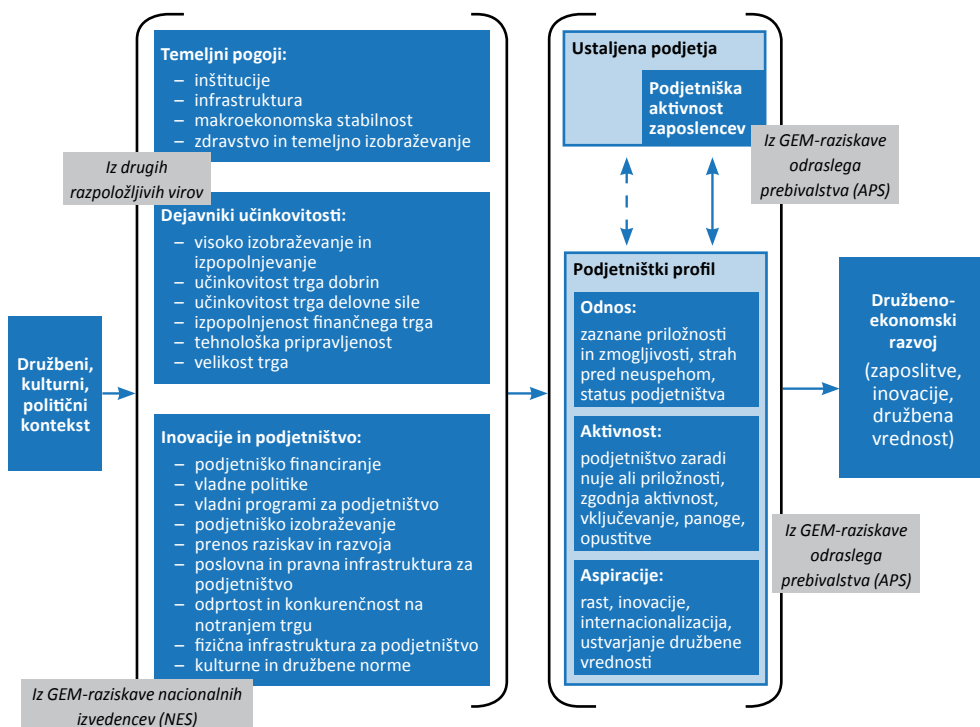 Družbeni,
kulturni,
politični
kontekst
Temeljni pogoji:
– inštitucije
– infrastruktura
– makroekonomska stabilnost
– zdravstvo in temeljno izobraževanje
Iz drugih
razpoložljivih virov
Dejavniki učinkovitosti:
– visoko izobraževanje in
izpopolnjevanje
– učinkovitost trga dobrin
– učinkovitost trga delovne sile
– izpopolnjenost finančnega trga
– tehnološka pripravljenost
– velikost trga
Inovacije in podjetništvo:
– podjetniško financiranje
– vladne politike
– vladni programi za podjetništvo
– podjetniško izobraževanje
– prenos raziskav in razvoja
– poslovna in pravna infrastruktura za
podjetništvo
– odprtost in konkurenčnost na
notranjem trgu
– fizična infrastruktura za podjetništvo
– kulturne in družbene norme
Iz GEM-raziskave nacionalnih
izvedencev (NES)
Ustaljena podjetja
Podjetniška
aktivnost
zaposlencev
Iz GEM-raziskave
odraslega
prebivalstva (APS)
Podjetništki profil
Odnos:
zaznane priložnosti
in zmogljivosti, strah
pred neuspehom,
status podjetništva
Aktivnost:
podjetništvo zaradi
nuje ali priložnosti,
zgodnja aktivnost,
vključevanje, panoge,
opustitve
Aspiracije:
rast, inovacije,
internacionalizacija,
ustvarjanje družbene
vrednosti
Iz GEM-raziskave
odraslega
prebivalstva (APS)
Družbeno-
ekonomski
razvoj
(zaposlitve,
inovacije,
družbena
vrednost)